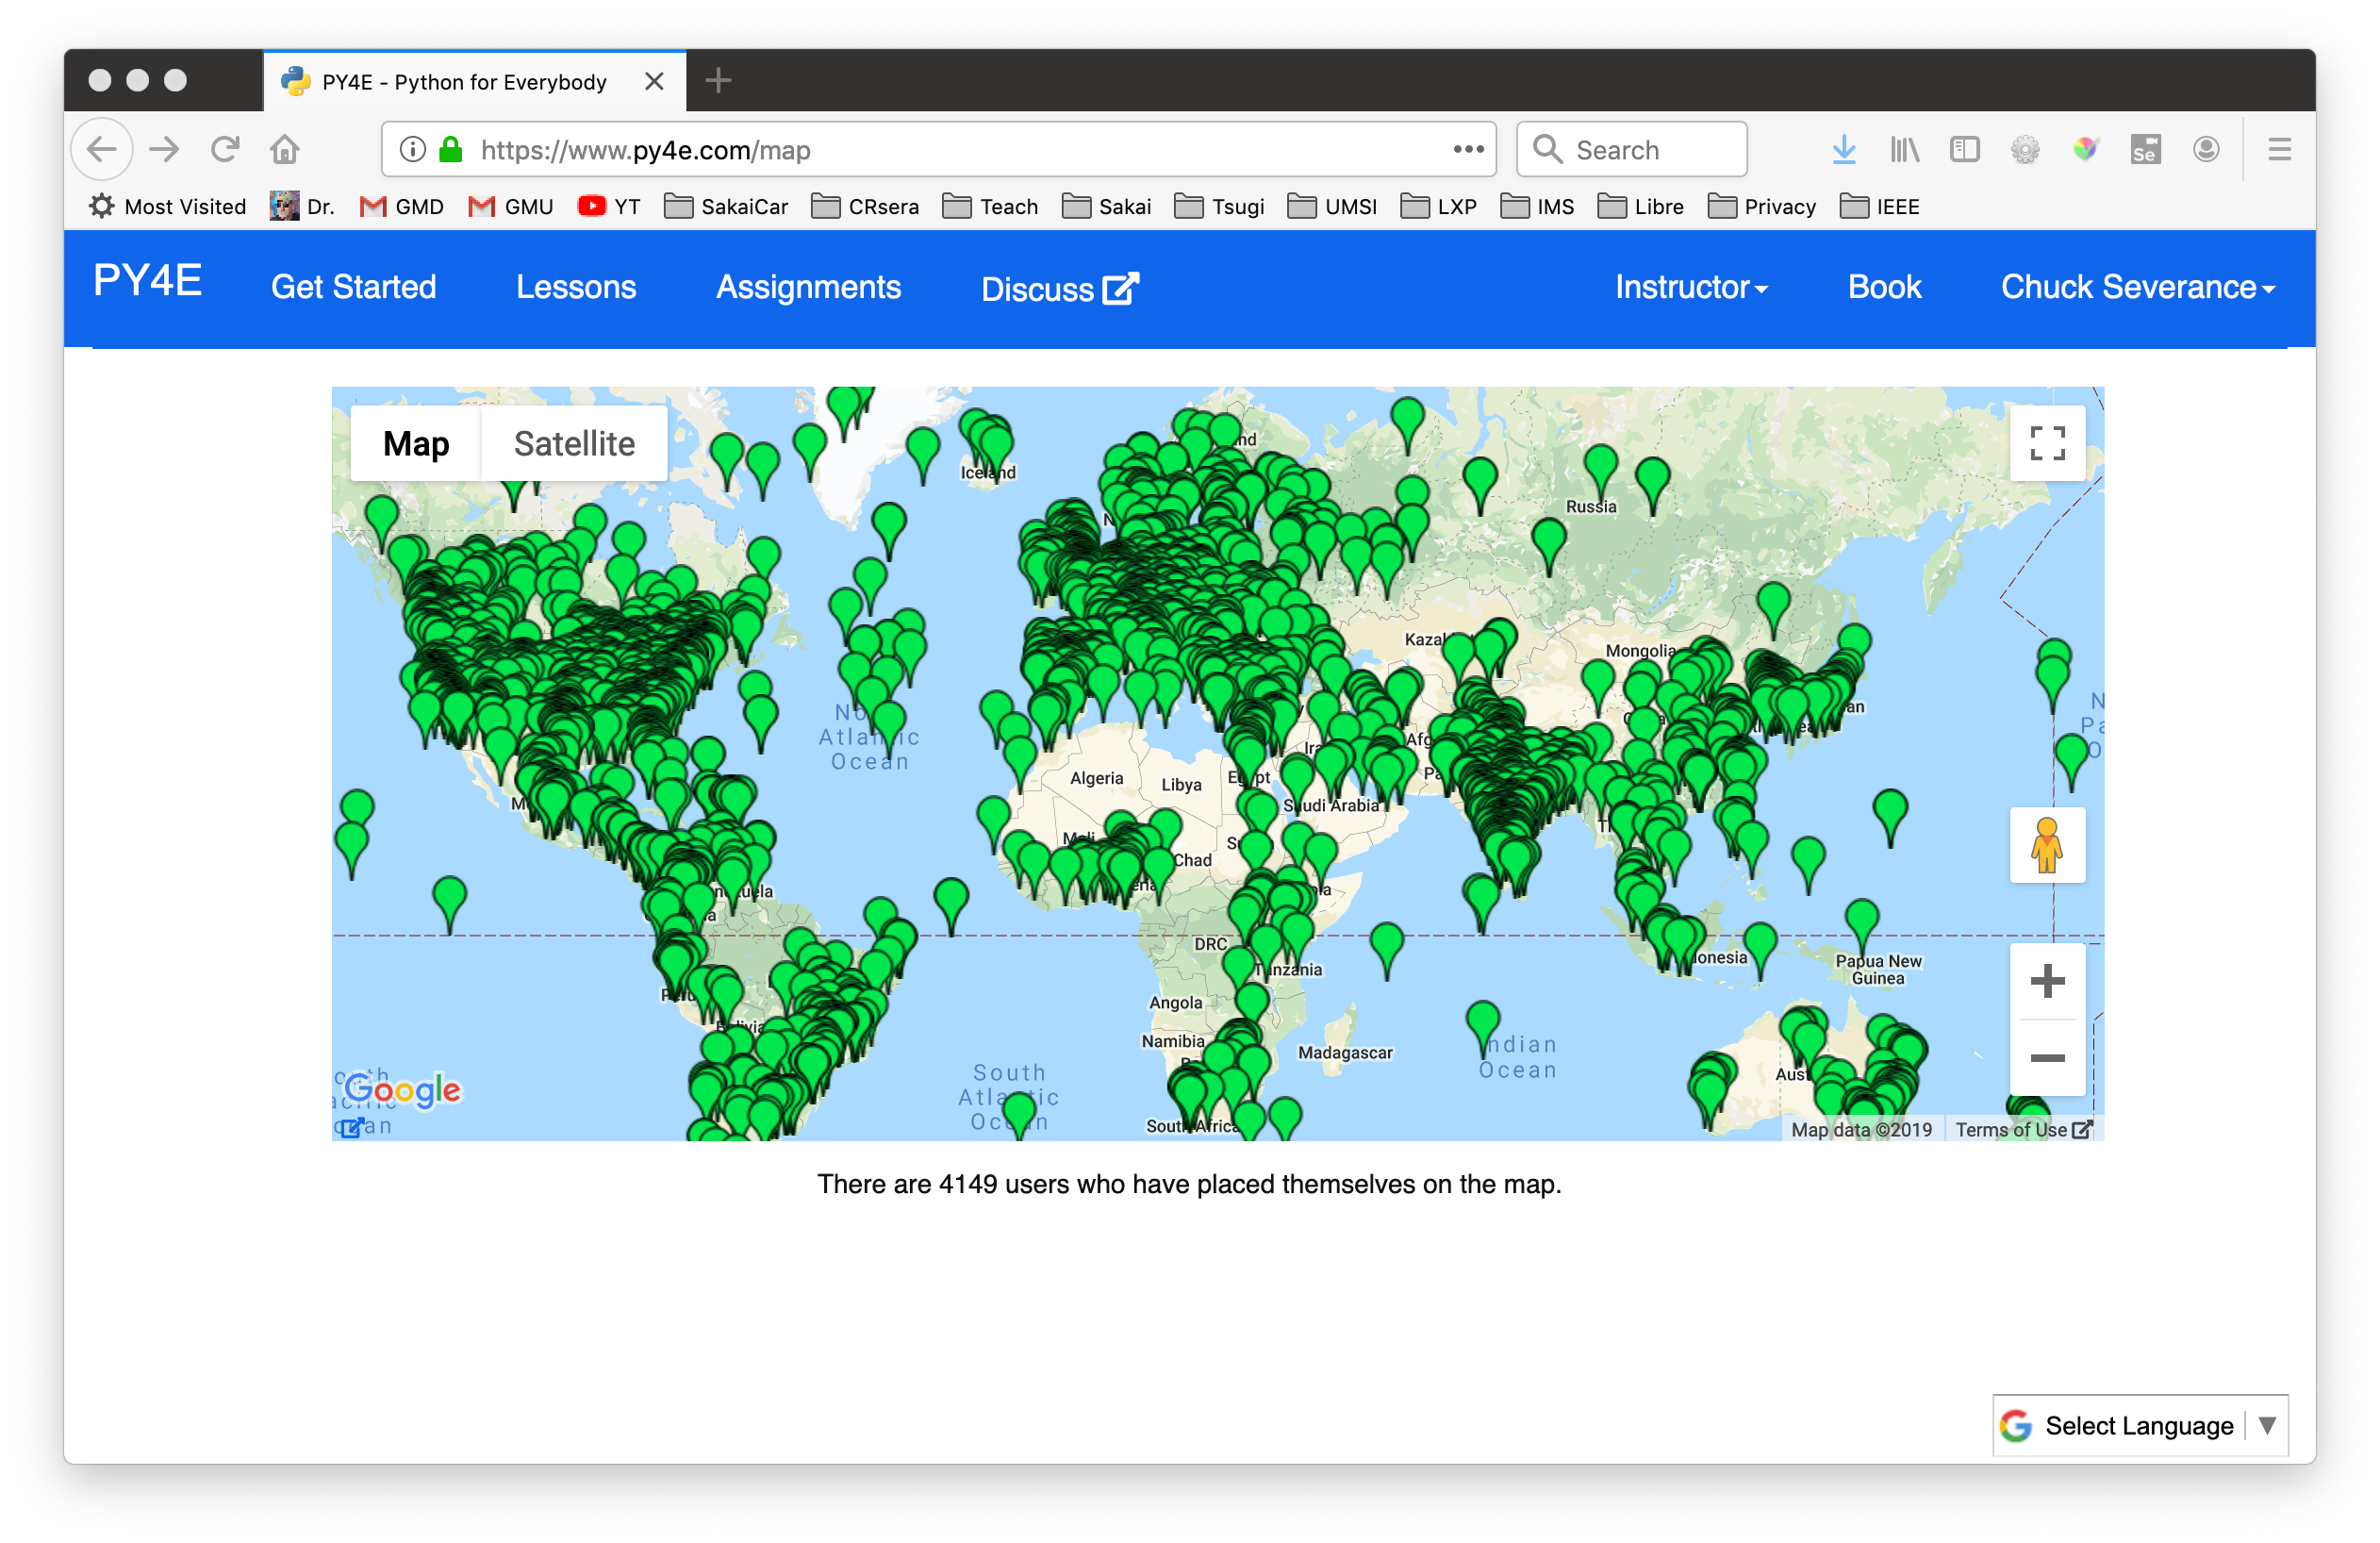 PY4E - Python for Everybody
https://www.py4e.com/map
Search
Most Visited Dr. GMD GMU YT SakaiCar CRsera Teach Sakai Tsugi UMSI LXP IMS Libre Privacy IEEE
Se
PY4E Get Started Lessons Assignments Discuss Instructor Book Chuck Severance
Map Satellite
Iceland
Russia
Mongolia
North
Atlantic
Ocean
Algeria
Libya
Egypt
Saudi Arabia
Mali
Chad
DRC
Tanzania
Angola
Namibia
Madagascar
South Africa
South
Atlantic
Ocean
Indian
Ocean
Papua New
Guinea
Peru
Bolivia
Google
Map data ©2019 Terms of Use
There are 4149 users who have placed themselves on the map.
G Select Language